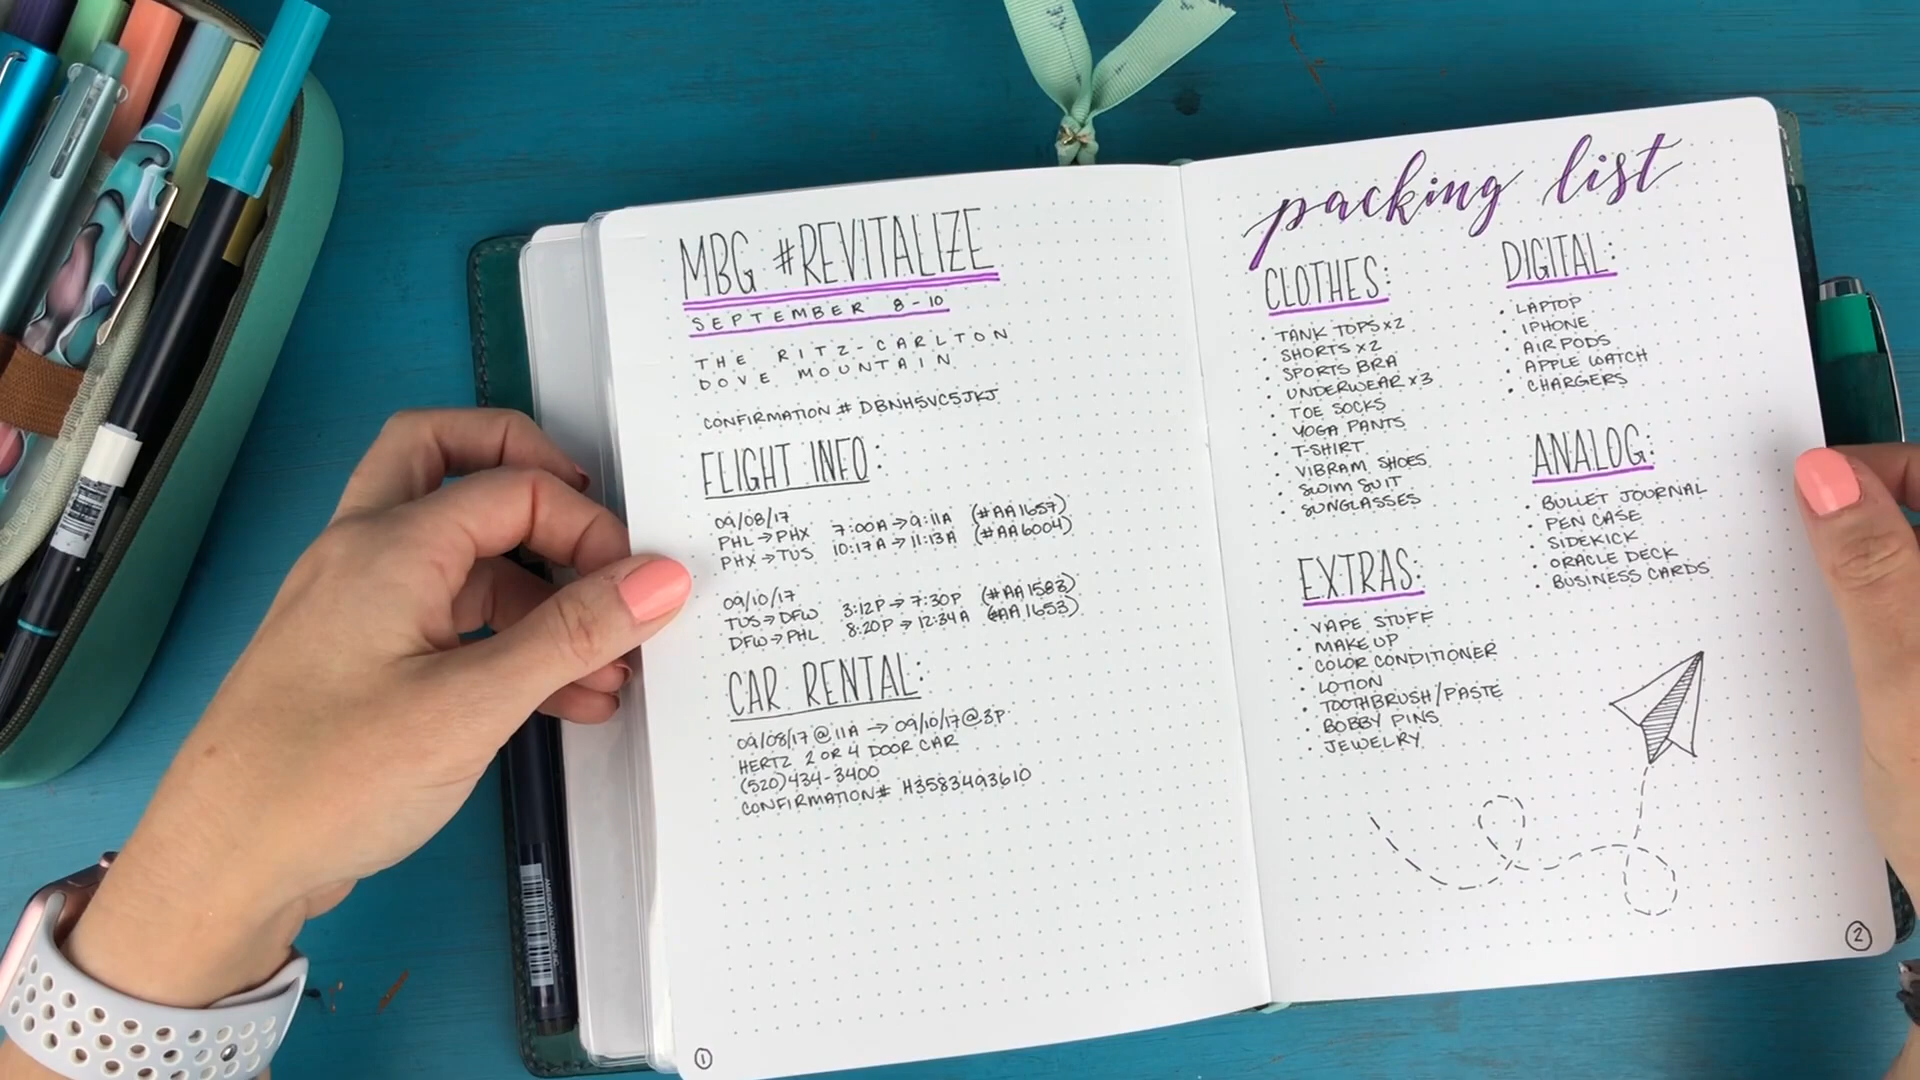 MBG #REVITALIZE
SEPTEMBER 8-10
THE RITZ-CARLTON
DOVE MOUNTAIN
CONFIRMATION # DBNH5VC5JKJ
FLIGHT INFO:
09/08/17
PHL→PHX 7:00A→9:11A (#AA1657)
PHX→TUS 10:17A→11:13A (#AA6004)
09/10/17
TUS→DFW 3:12P→7:30P (#AA1583)
DFW→PHL 8:20P→12:34A (#AA1653)
CAR RENTAL:
09/08/17@11A → 09/10/17@3P
HERTZ 2 OR 4 DOOR CAR
(520)434-3400
CONFIRMATION# H3583493610
1
packing list
CLOTHES:
· TANK TOPS x2
· SHORTS x2
· SPORTS BRA
· UNDERWEAR x3
· TOE SOCKS
· YOGA PANTS
· T-SHIRT
· VIBRAM SHOES
· SWIM SUIT
· SUNGLASSES
EXTRAS:
· VAPE STUFF
· MAKE UP
· COLOR CONDITIONER
· LOTION
· TOOTHBRUSH/PASTE
· BOBBY PINS
· JEWELRY
DIGITAL:
· LAPTOP
· IPHONE
· AIRPODS
· APPLE WATCH
· CHARGERS
ANALOG:
· BULLET JOURNAL
· PEN CASE
· SIDEKICK
· ORACLE DECK
· BUSINESS CARDS
2